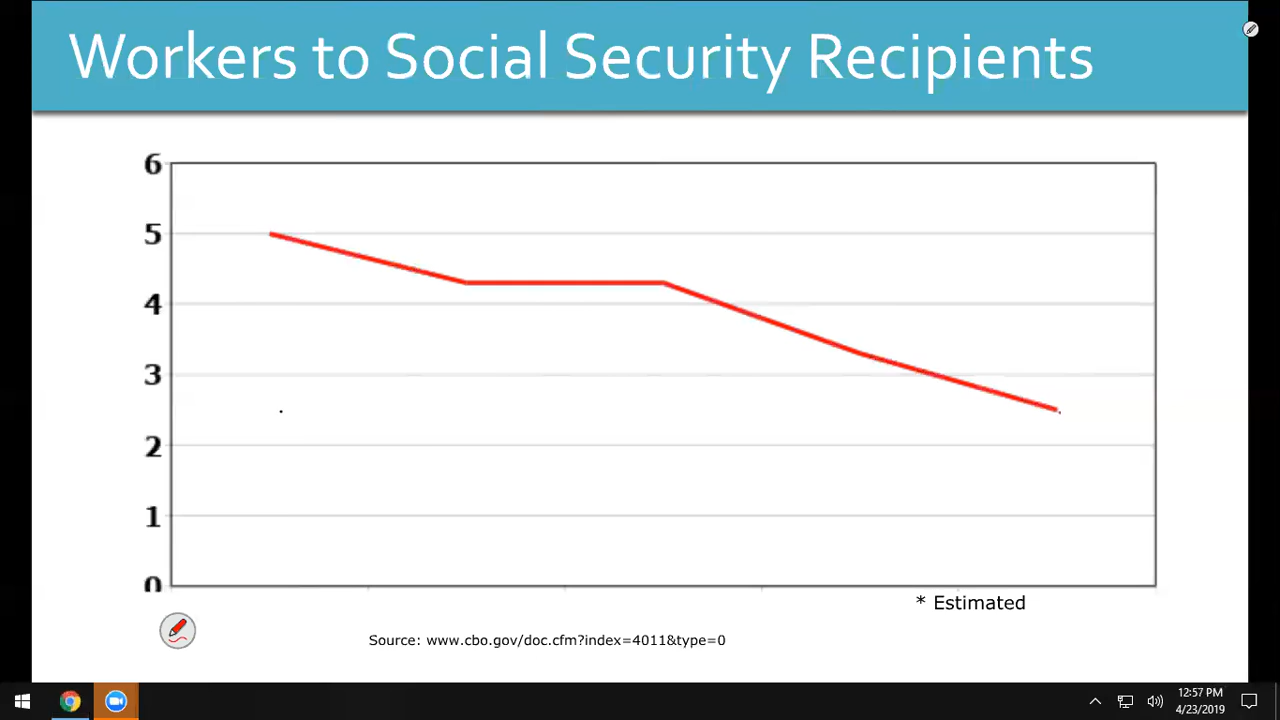 Workers to Social Security Recipients
6
5
4
3
2
1
0
* Estimated
Source: www.cbo.gov/doc.cfm?index=4011&type=0
12:57 PM
4/23/2019